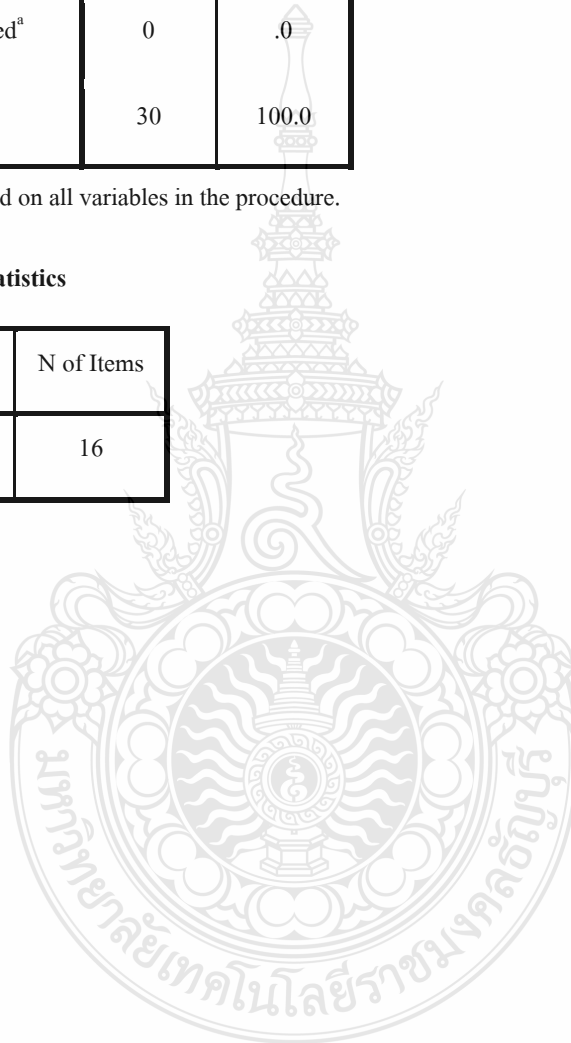 ed^a 0 .0
30 100.0
d on all variables in the procedure.
atistics
N of Items
16
มหาวิทยาลัยเทคโนโลยีราชมงคลธัญบุรี